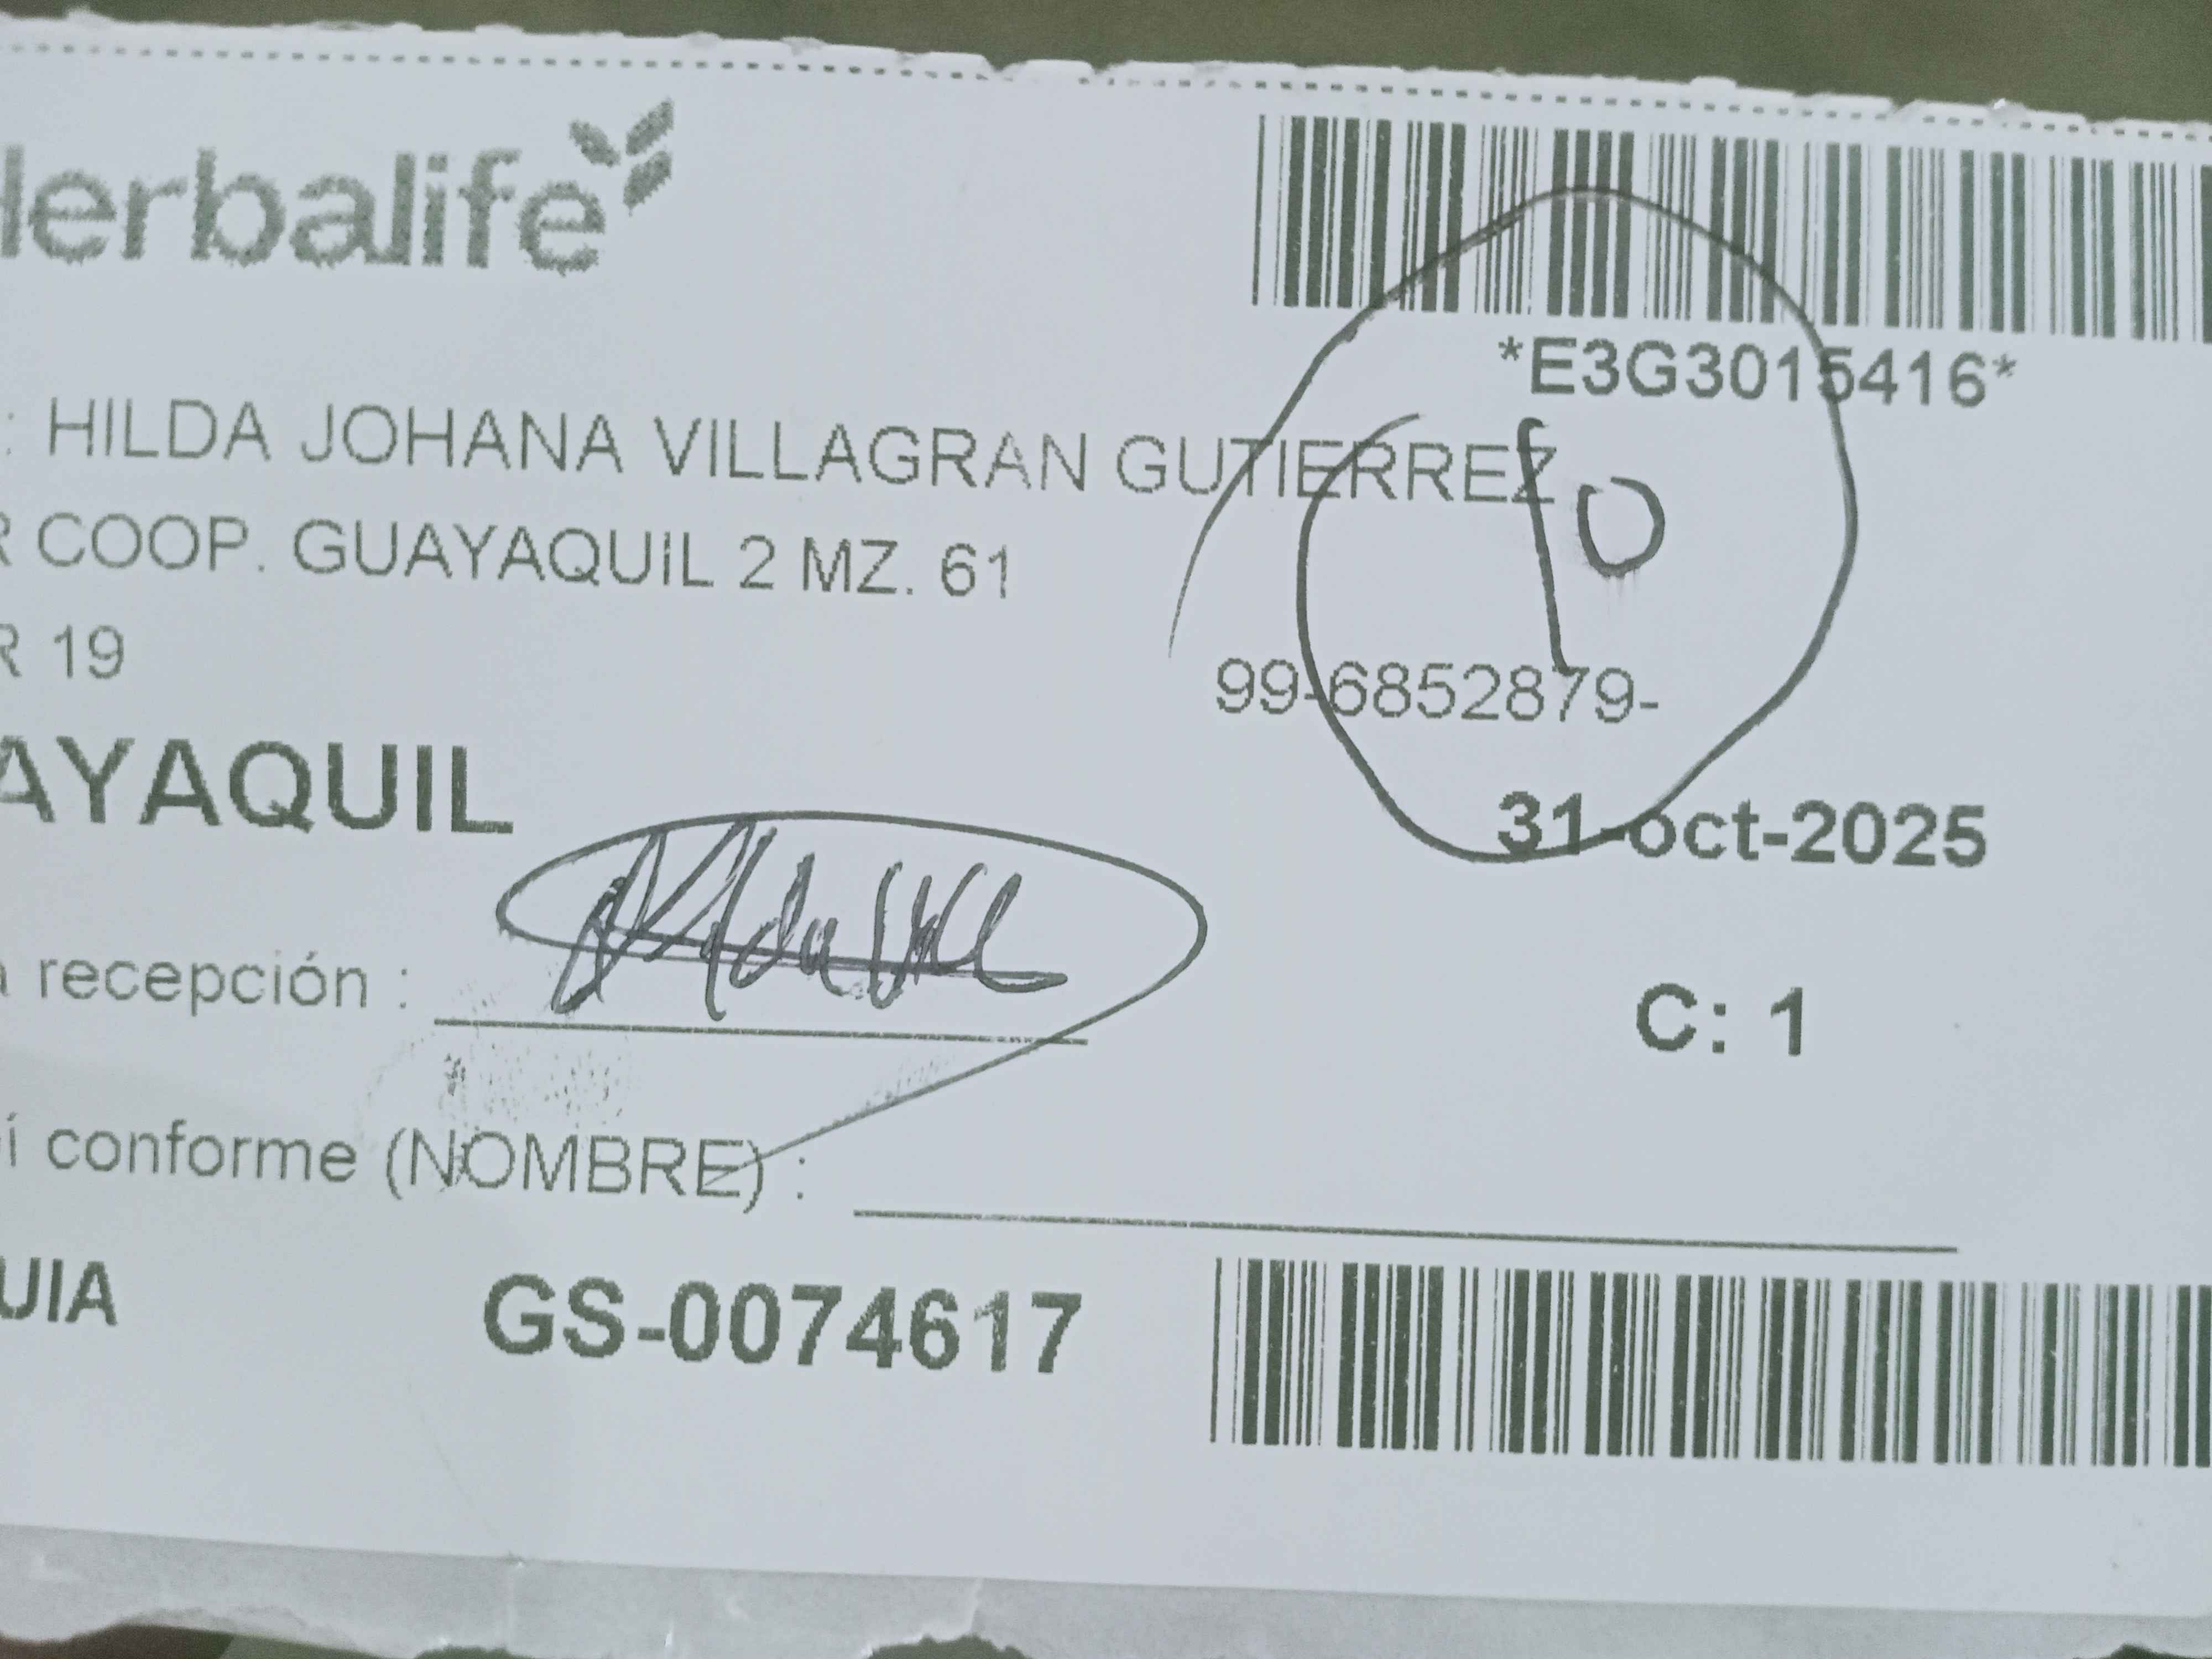 Herbalife
*E3G3015416*
: HILDA JOHANA VILLAGRAN GUTIERREZ
R COOP. GUAYAQUIL 2 MZ. 61
10
R 19
99-6852879-
AYAQUIL
31-oct-2025
a recepción :
C: 1
í conforme (NOMBRE) :
UIA
GS-0074617